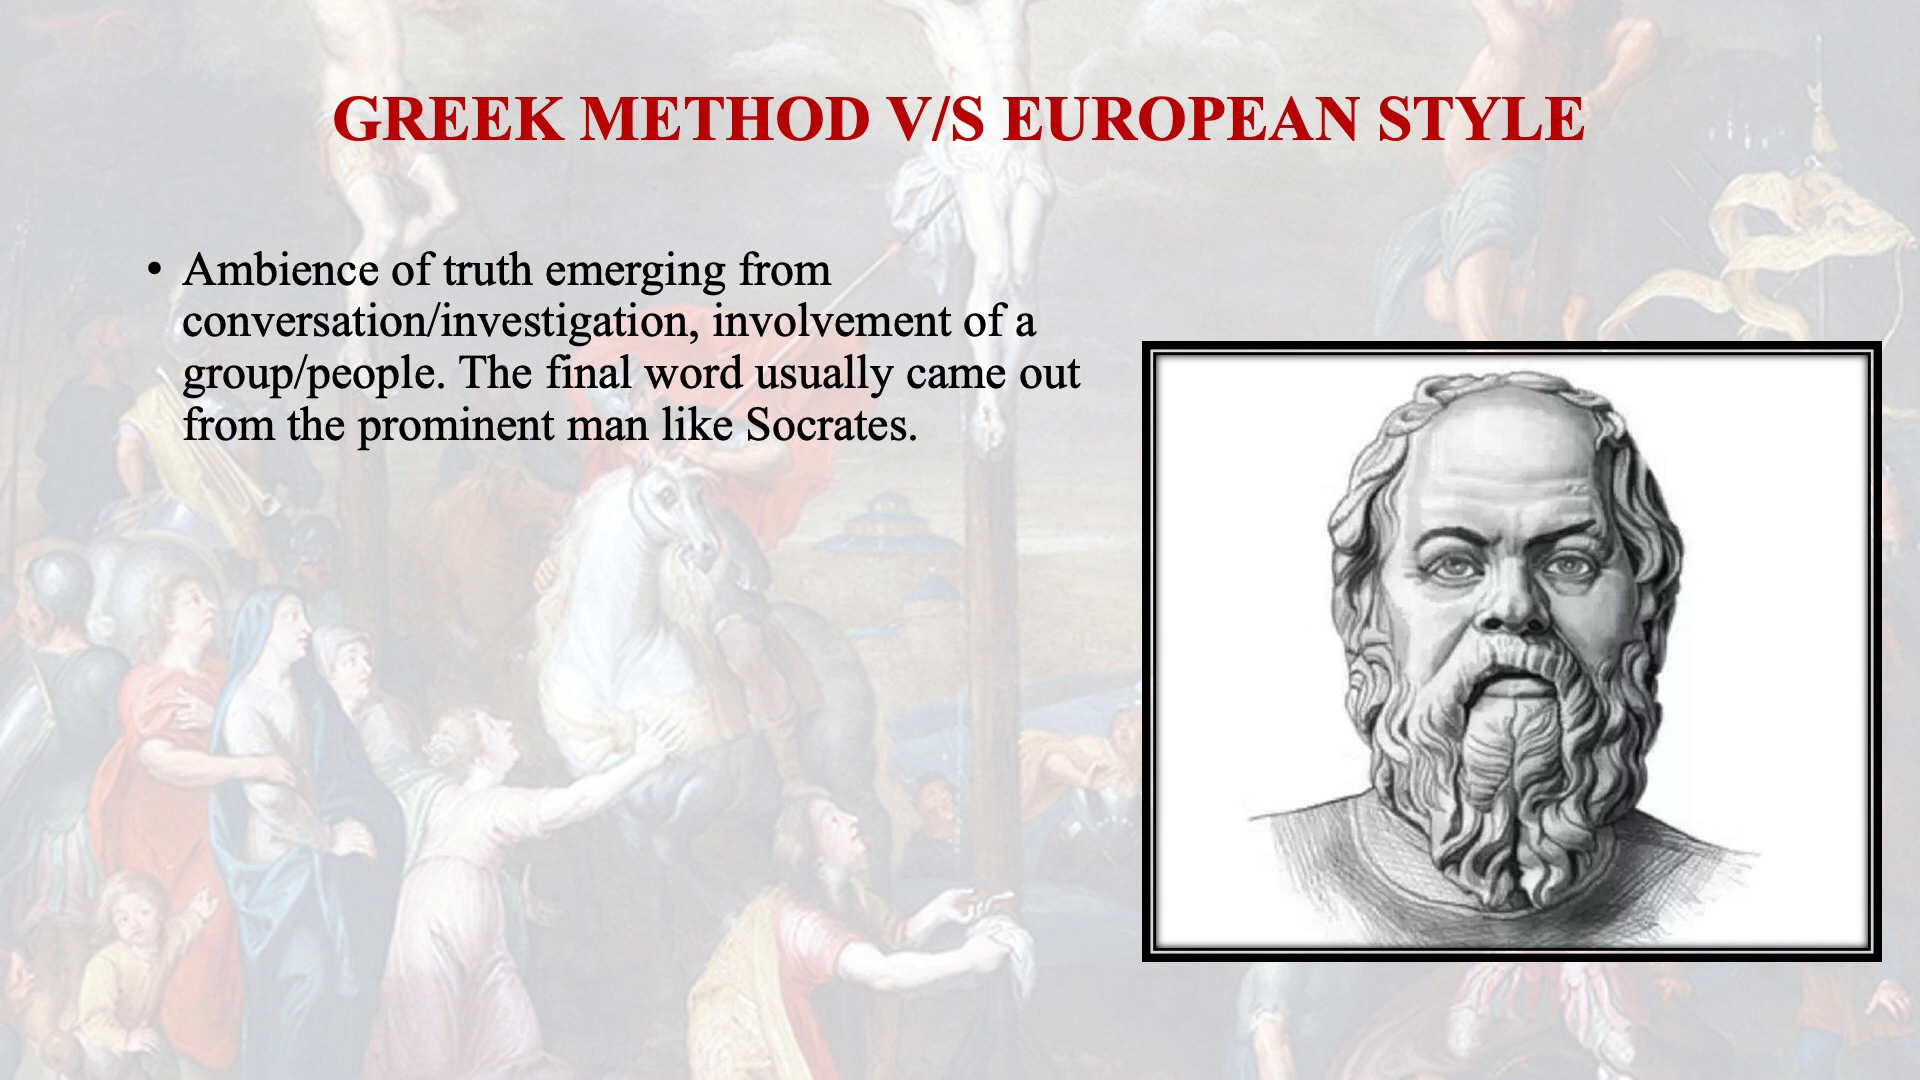 GREEK METHOD V/S EUROPEAN STYLE
• Ambience of truth emerging from
conversation/investigation, involvement of a
group/people. The final word usually came out
from the prominent man like Socrates.